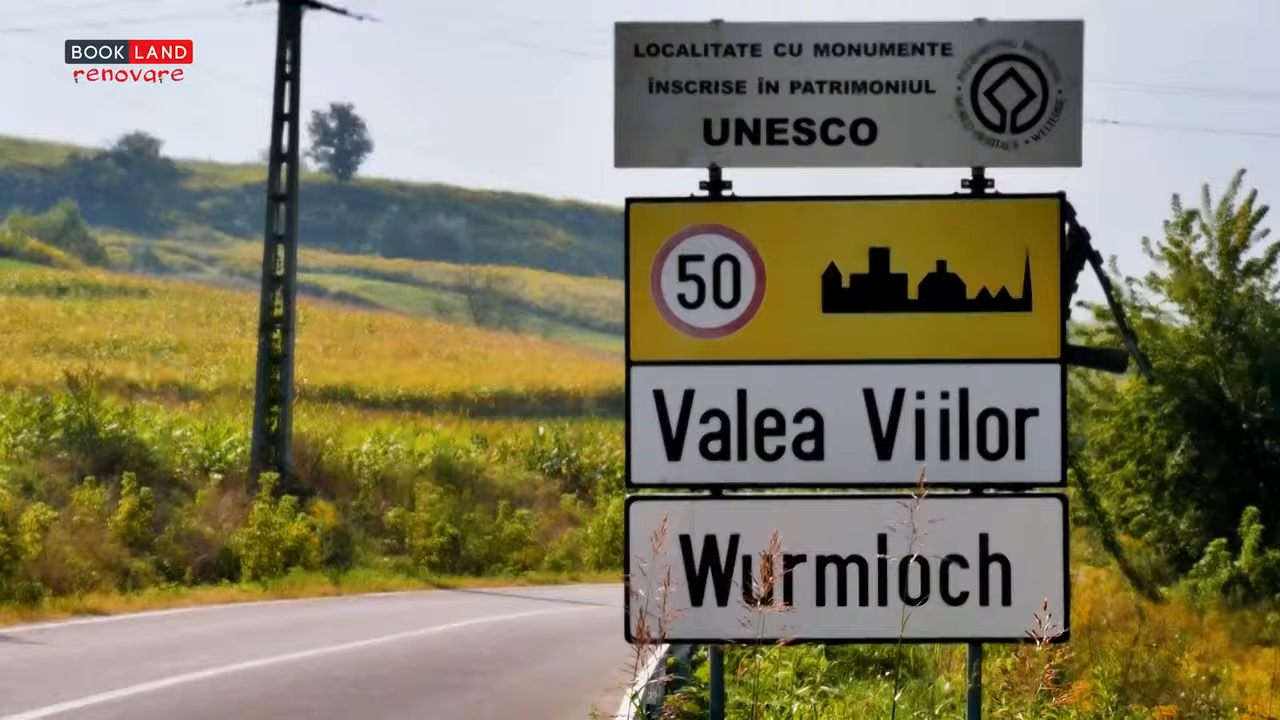 BOOK LAND
renovare
LOCALITATE CU MONUMENTE
ÎNSCRISE ÎN PATRIMONIUL
UNESCO
50
Valea Viilor
Wurmloch